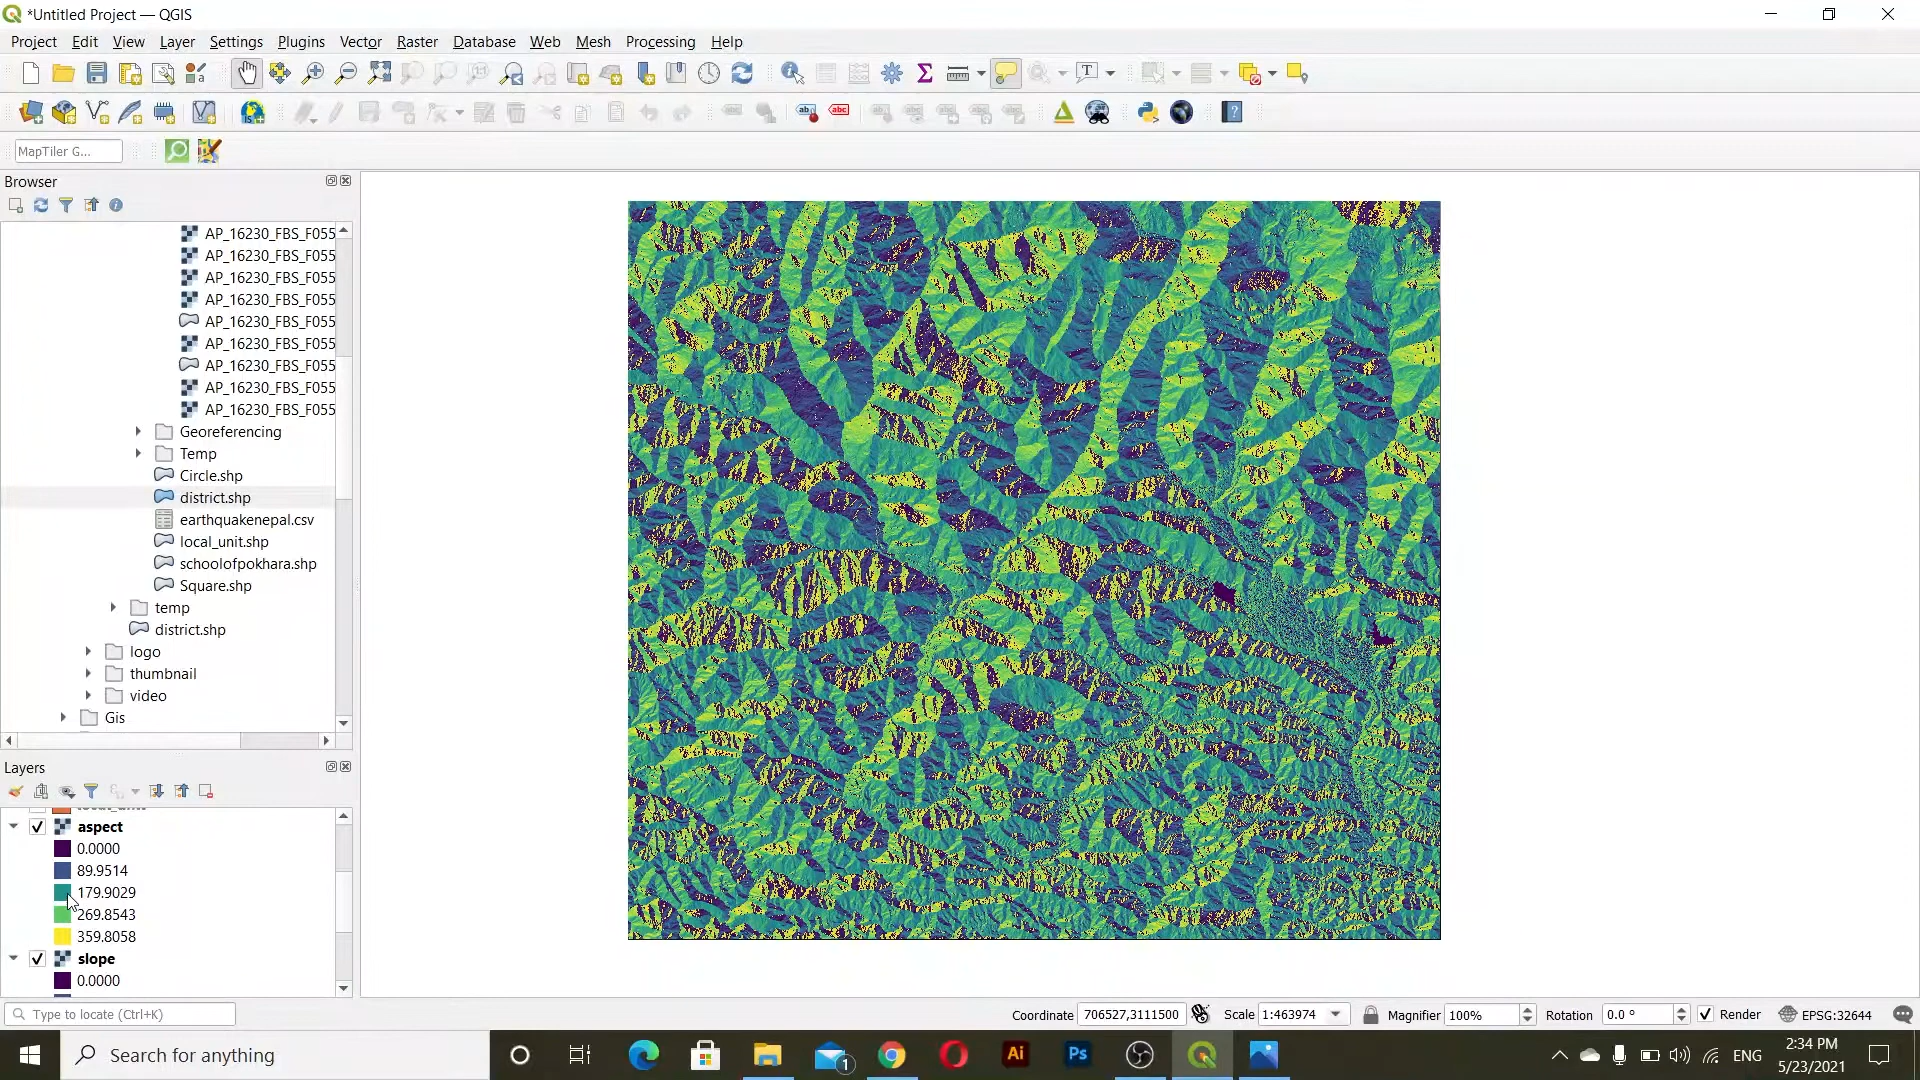 *Untitled Project — QGIS
Project Edit View Layer Settings Plugins Vector Raster Database Web Mesh Processing Help
MapTiler G...
Browser
AP_16230_FBS_F055
AP_16230_FBS_F055
AP_16230_FBS_F055
AP_16230_FBS_F055
AP_16230_FBS_F055
AP_16230_FBS_F055
AP_16230_FBS_F055
AP_16230_FBS_F055
AP_16230_FBS_F055
Georeferencing
Temp
Circle.shp
district.shp
earthquakenepal.csv
local_unit.shp
schoolofpokhara.shp
Square.shp
temp
district.shp
logo
thumbnail
video
Gis
Layers
aspect
0.0000
89.9514
179.9029
269.8543
359.8058
slope
0.0000
Type to locate (Ctrl+K)
Coordinate 706527,3111500 Scale 1:463974 Magnifier 100% Rotation 0.0 ° Render EPSG:32644
Search for anything
1
Ai
Ps
ENG
2:34 PM
5/23/2021